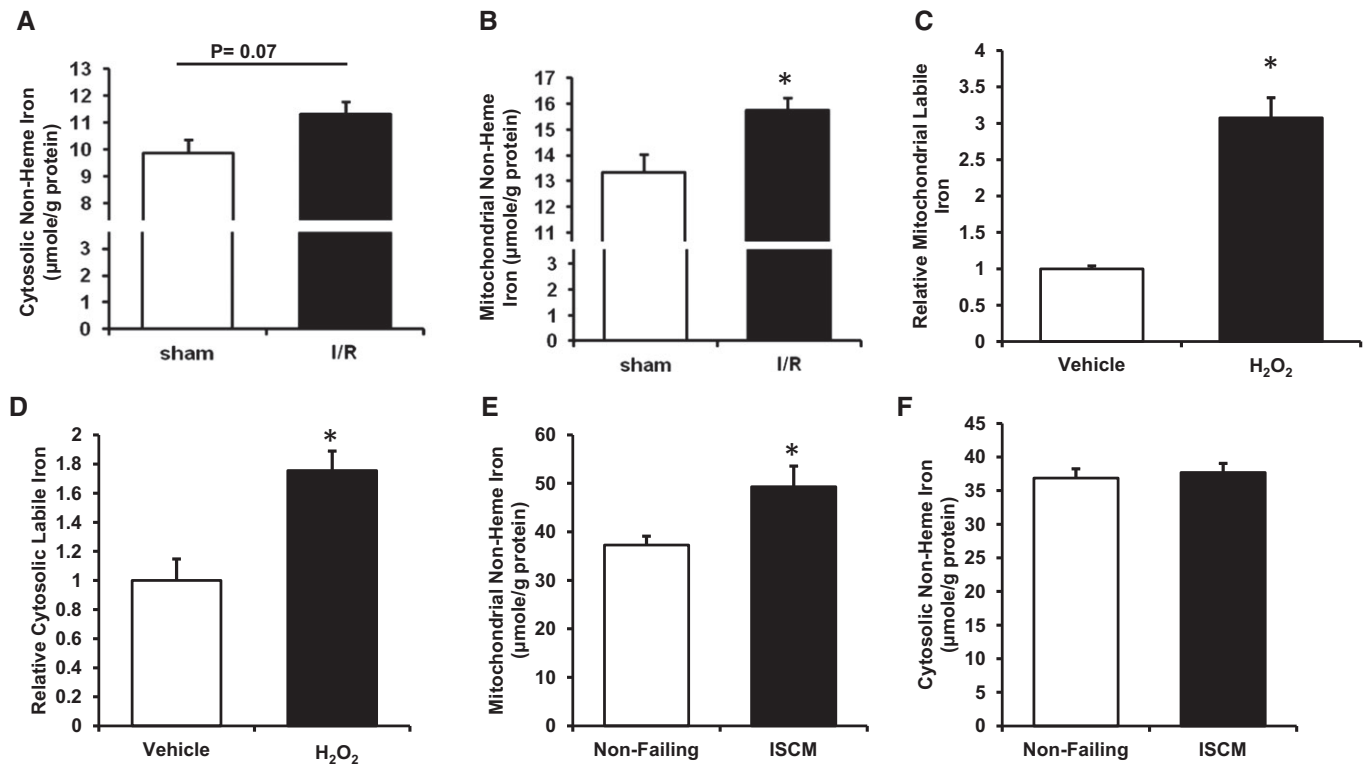 A
P= 0.07
Cytosolic Non-Heme Iron
(µmole/g protein)
13
12
11
10
9
8
3
2
1
0
sham
I/R
B
*
Mitochondrial Non-Heme
Iron (µmole/g protein)
17
16
15
14
13
12
11
3
2
1
0
sham
I/R
C
*
Relative Mitochondrial Labile
Iron
4
3.5
3
2.5
2
1.5
1
0.5
0
Vehicle
H₂O₂
D
*
Relative Cytosolic Labile Iron
2
1.8
1.6
1.4
1.2
1
0.8
0.6
0.4
0.2
0
Vehicle
H₂O₂
E
*
Mitochondrial Non-Heme Iron
(µmole/g protein)
60
50
40
30
20
10
0
Non-Failing
ISCM
F
Cytosolic Non-Heme Iron
(µmole/g protein)
45
40
35
30
25
20
15
10
5
0
Non-Failing
ISCM